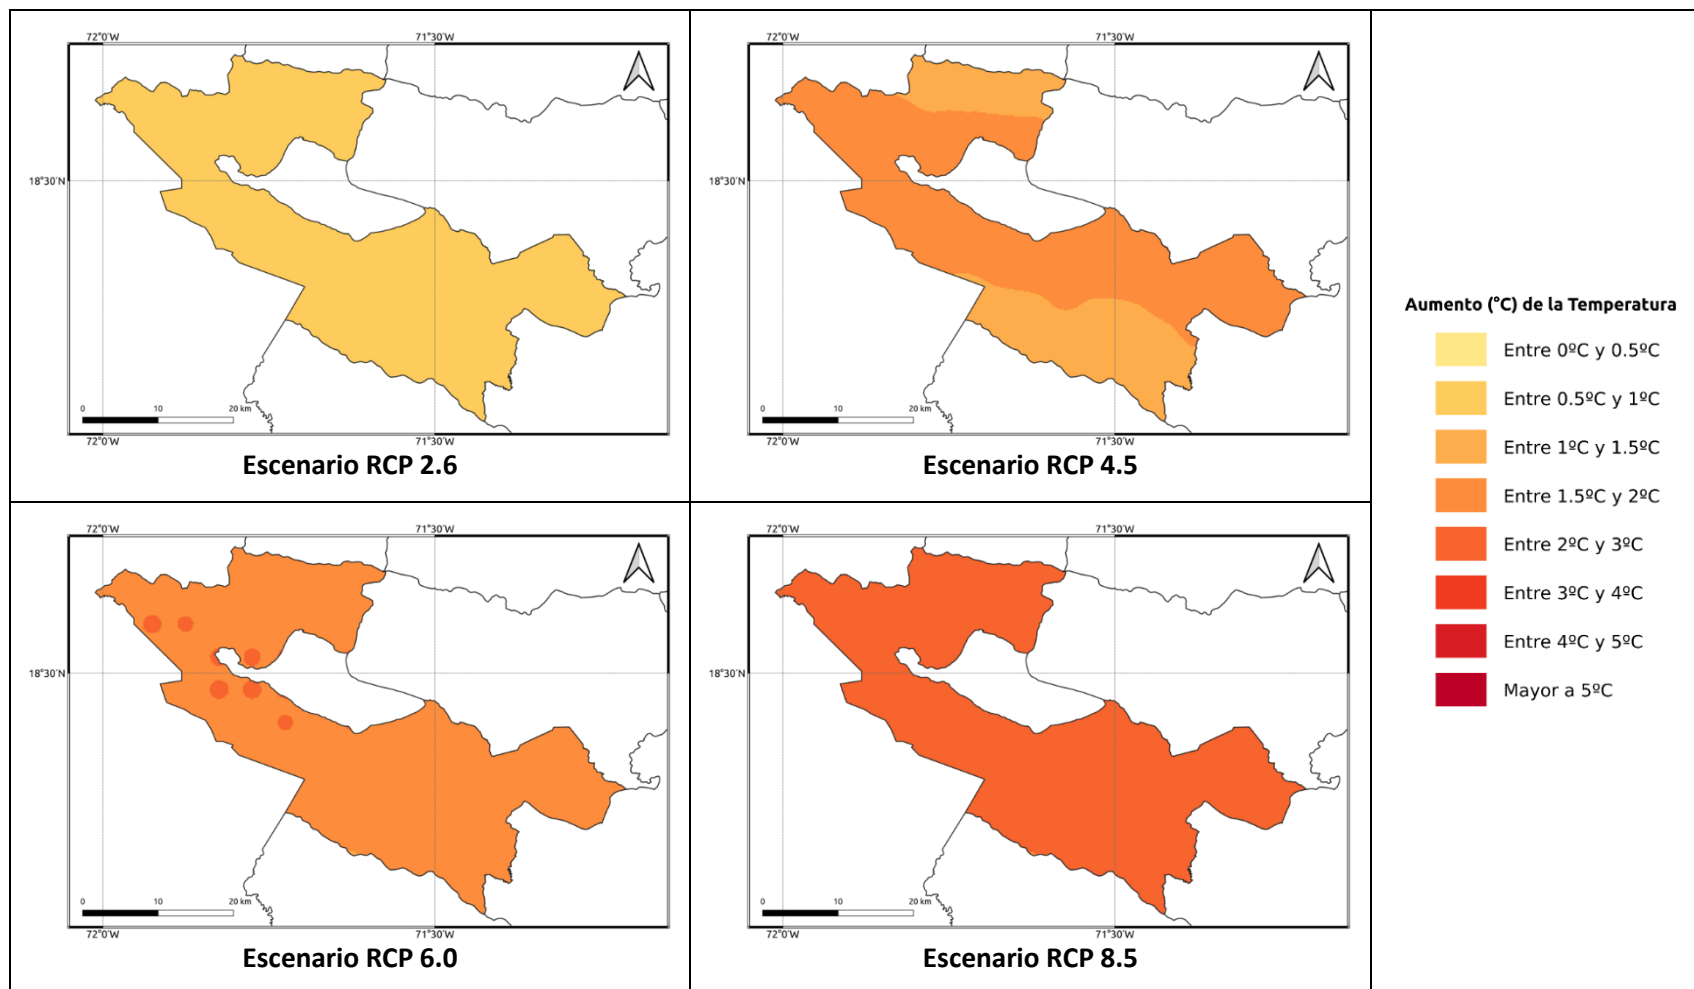 72°0'W 71°30'W
18°30'N
0 10 20 km
72°0'W 71°30'W
Escenario RCP 2.6
72°0'W 71°30'W
18°30'N
0 10 20 km
72°0'W 71°30'W
Escenario RCP 4.5
72°0'W 71°30'W
18°30'N
0 10 20 km
72°0'W 71°30'W
Escenario RCP 6.0
72°0'W 71°30'W
18°30'N
0 10 20 km
72°0'W 71°30'W
Escenario RCP 8.5
Aumento (°C) de la Temperatura
Entre 0ºC y 0.5ºC
Entre 0.5ºC y 1ºC
Entre 1ºC y 1.5ºC
Entre 1.5ºC y 2ºC
Entre 2ºC y 3ºC
Entre 3ºC y 4ºC
Entre 4ºC y 5ºC
Mayor a 5ºC